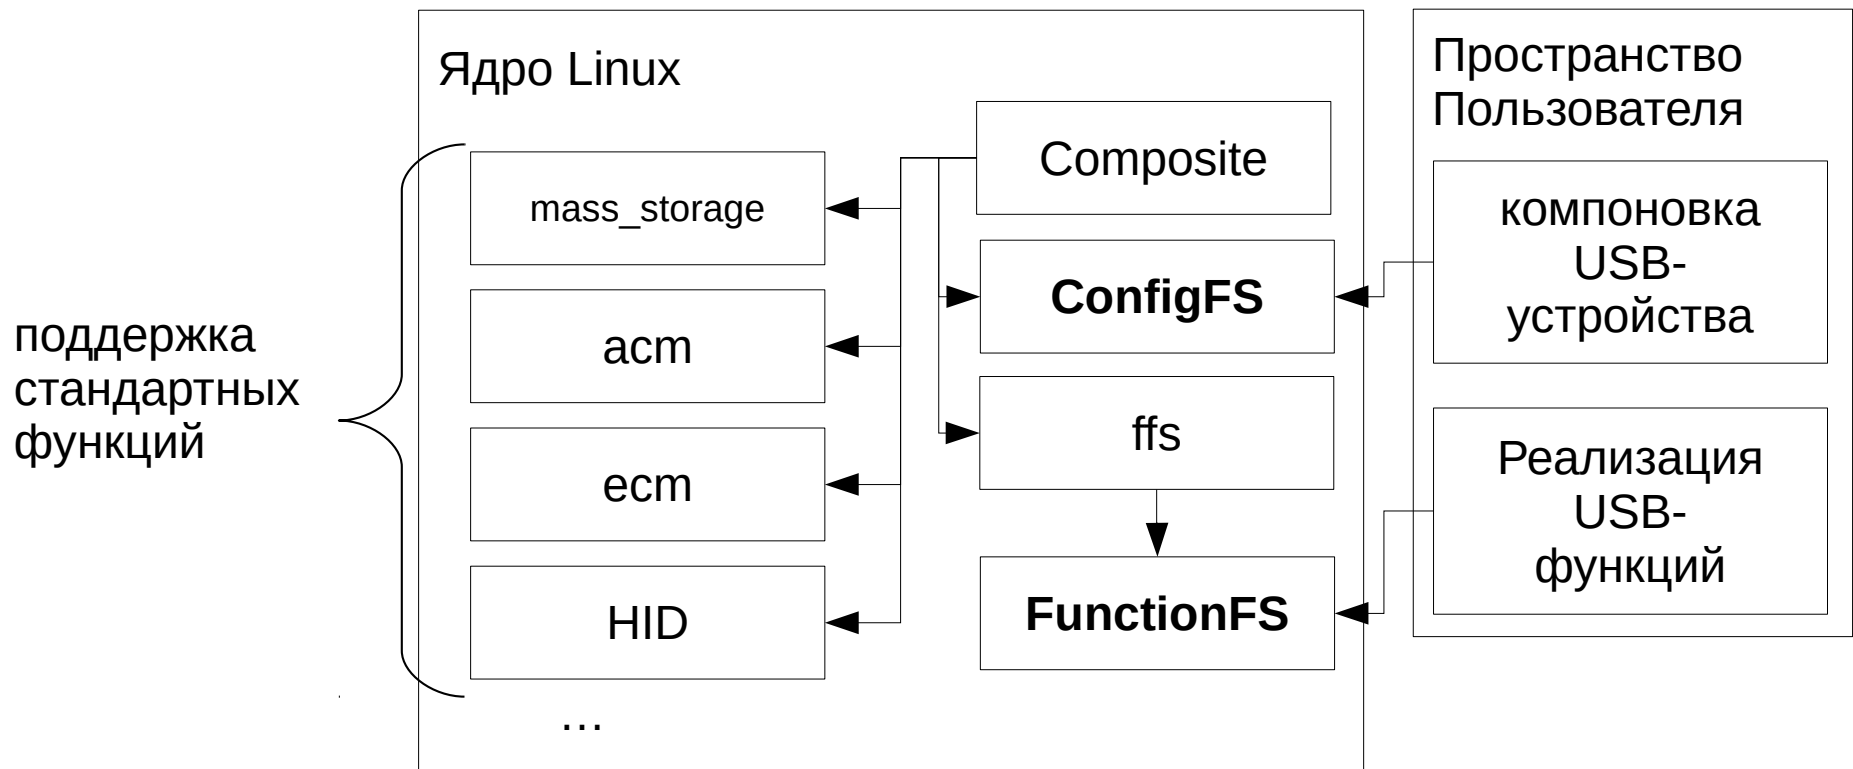 поддержка
стандартных
функций
Ядро Linux
mass_storage
acm
ecm
HID
...
Composite
ConfigFS
ffs
FunctionFS
Пространство
Пользователя
компоновка
USB-
устройства
Реализация
USB-
функций